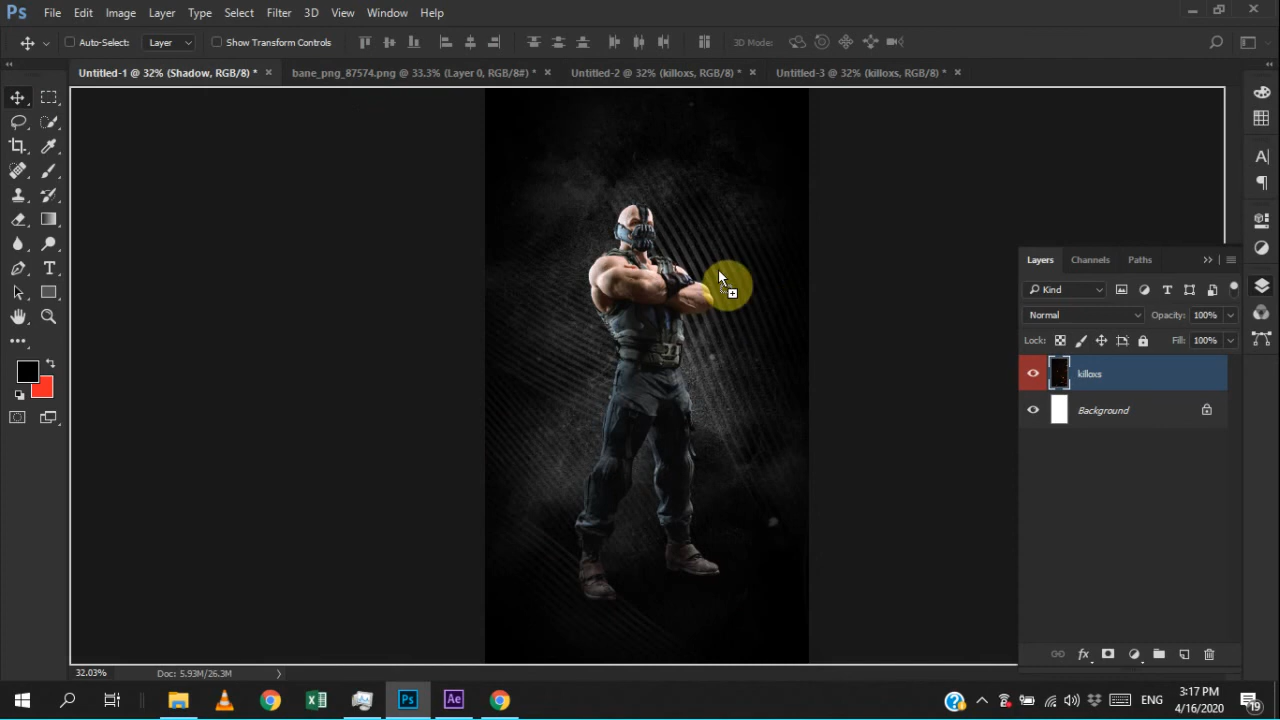 Ps File Edit Image Layer Type Select Filter 3D View Window Help
Auto-Select: Layer Show Transform Controls 3D Mode:
Untitled-1 @ 32% (Shadow, RGB/8) * × bane_png_87574.png @ 33.3% (Layer 0, RGB/8#) * × Untitled-2 @ 32% (killoxs, RGB/8) * × Untitled-3 @ 32% (killoxs, RGB/8) * ×
Layers Channels Paths
Kind
Normal Opacity: 100%
Lock: Fill: 100%
killoxs
Background
32.03% Doc: 5.93M/26.3M
Ps Ae ENG 3:17 PM
4/16/2020
19